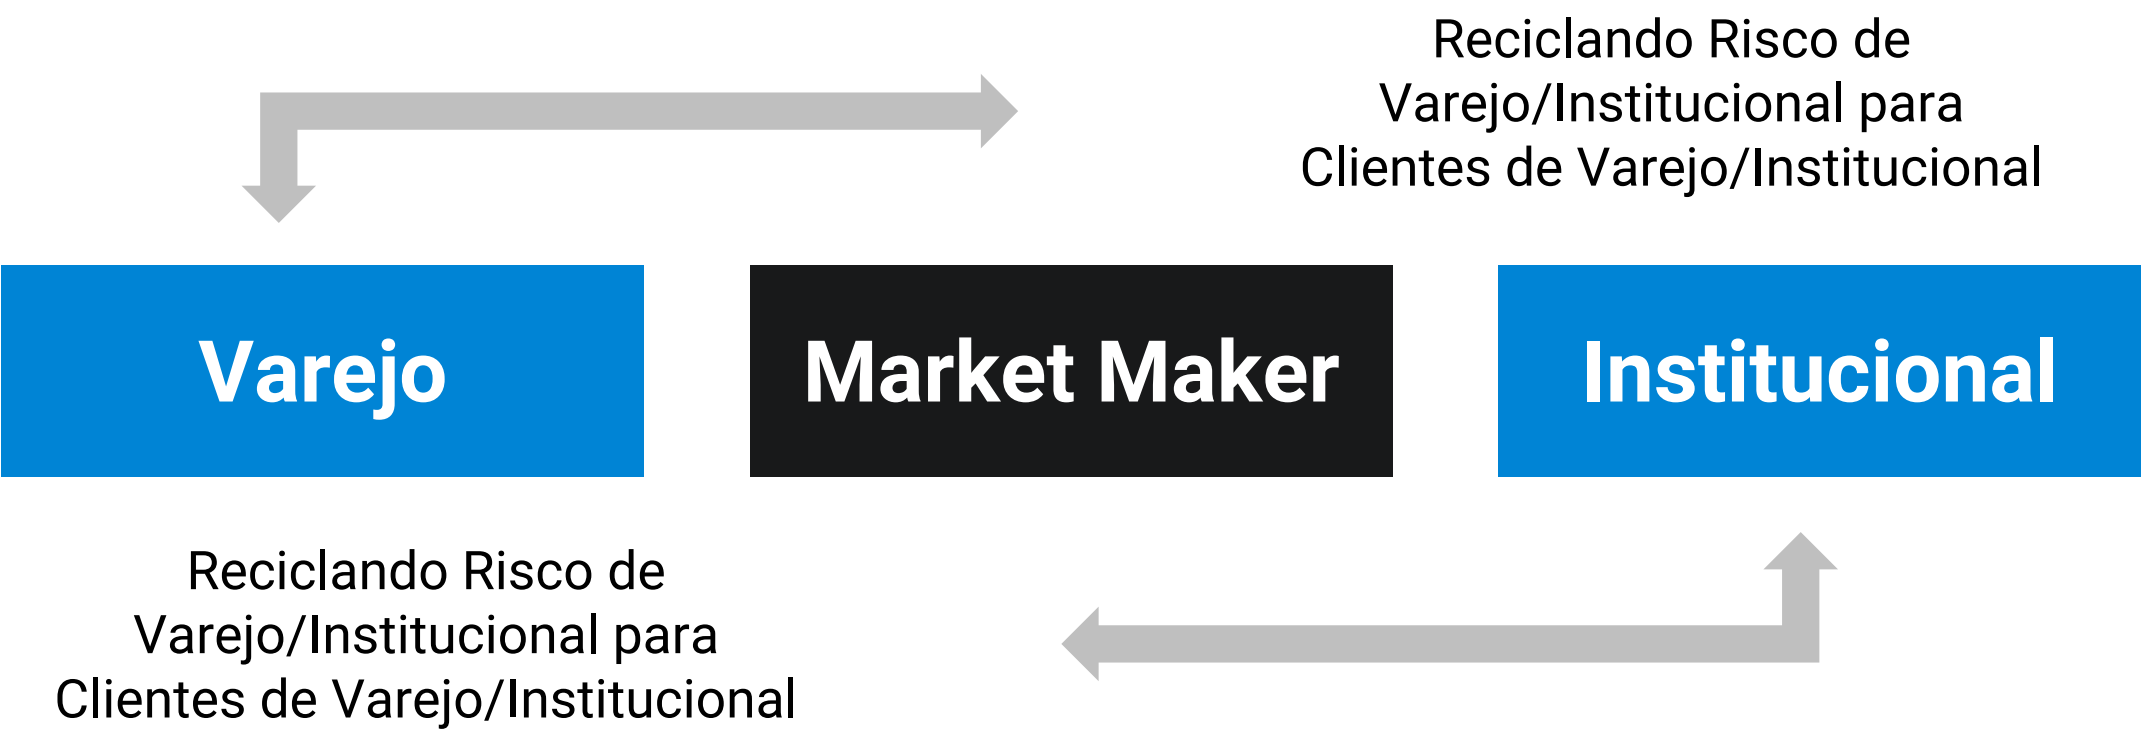 Reciclando Risco de
Varejo/Institucional para
Clientes de Varejo/Institucional
Varejo
Market Maker
Institucional
Reciclando Risco de
Varejo/Institucional para
Clientes de Varejo/Institucional